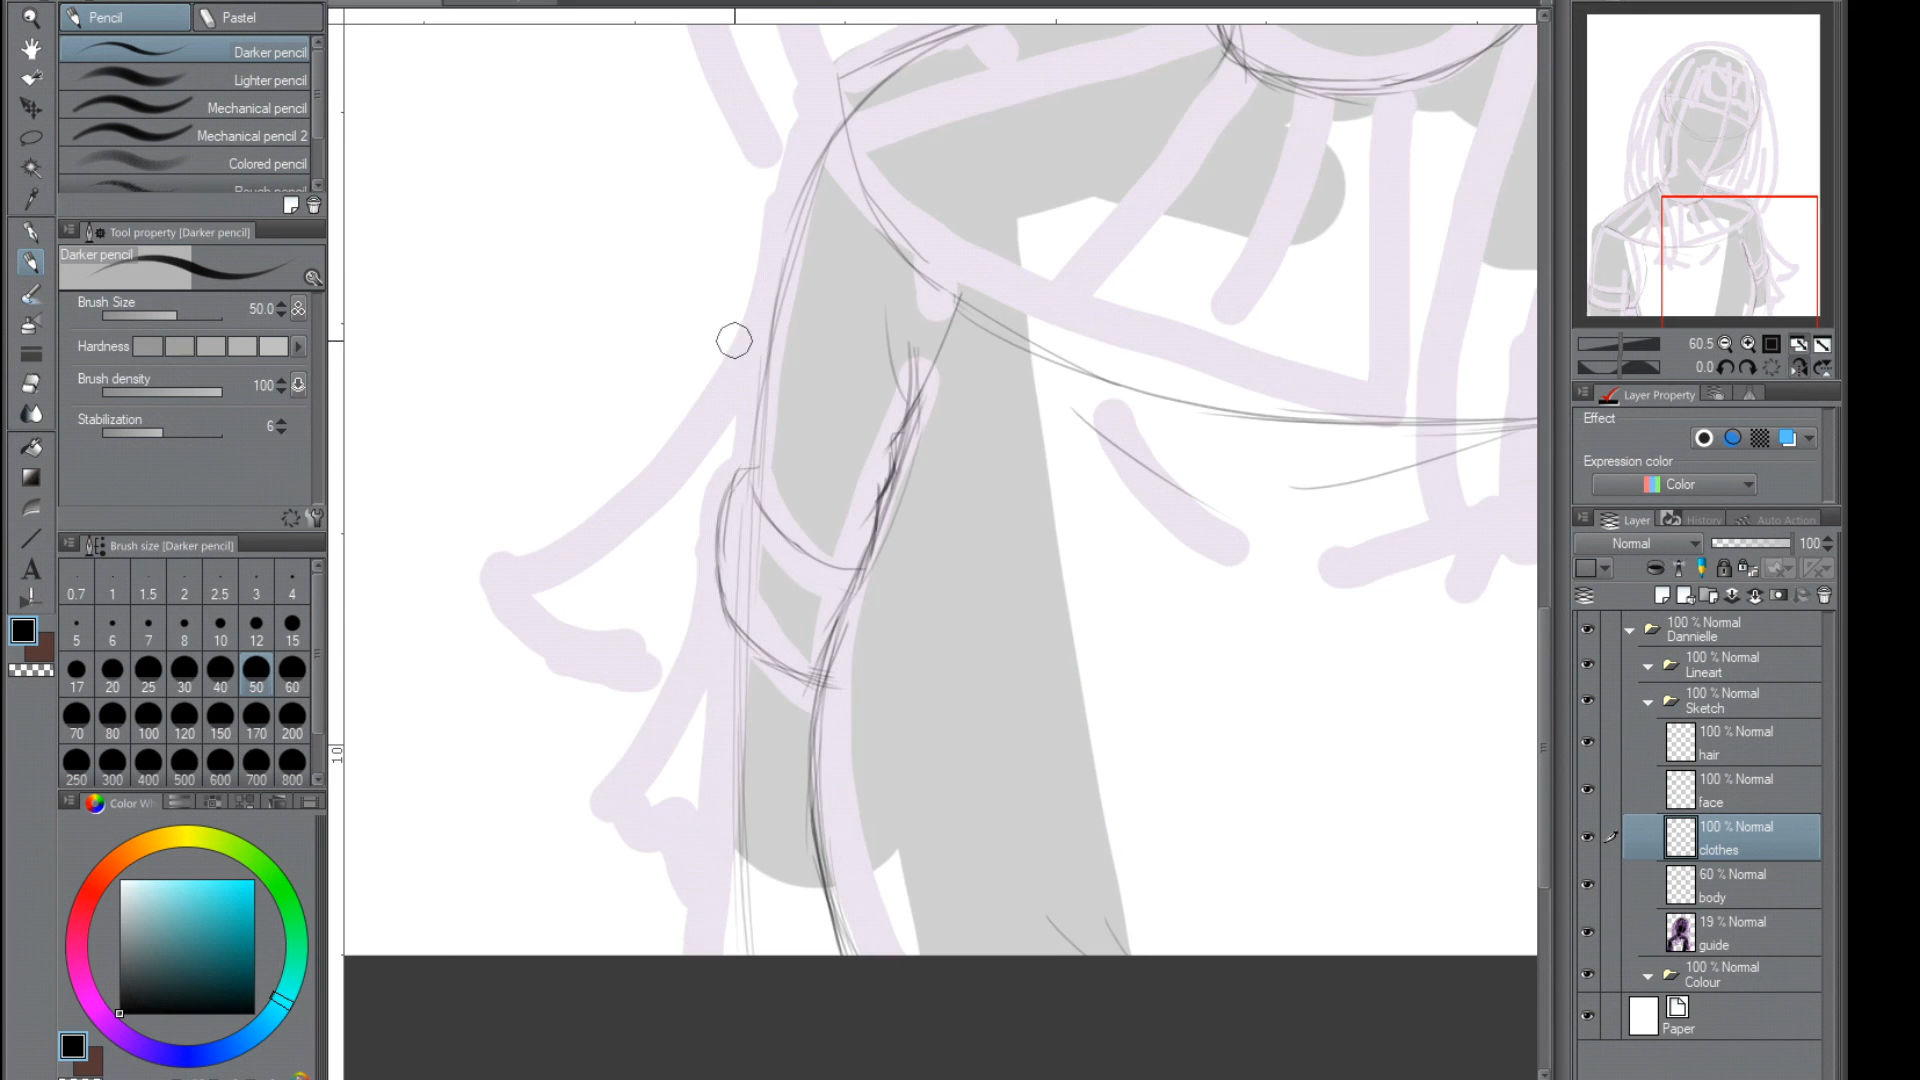 Pencil
Pastel
Darker pencil
Lighter pencil
Mechanical pencil
Mechanical pencil 2
Colored pencil
Rough pencil
Tool property [Darker pencil]
Darker pencil
Brush Size
50.0
Hardness
Brush density
100
Stabilization
6
Brush size [Darker pencil]
0.7 1 1.5 2 2.5 3 4
5 6 7 8 10 12 15
17 20 25 30 40 50 60
70 80 100 120 150 170 200
250 300 400 500 600 700 800
Color Wh
10
60.5
0.0
Layer Property
Effect
Expression color
Color
Layer
History
Auto Action
Normal
100
100 % Normal
Dannielle
100 % Normal
Lineart
100 % Normal
Sketch
100 % Normal
hair
100 % Normal
face
100 % Normal
clothes
60 % Normal
body
19 % Normal
guide
100 % Normal
Colour
Paper